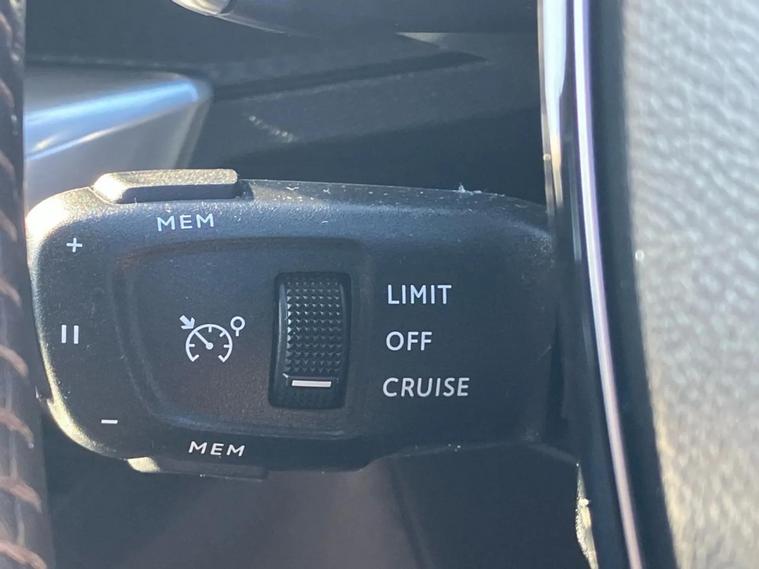 MEM
+
LIMIT
II
OFF
CRUISE
−
MEM